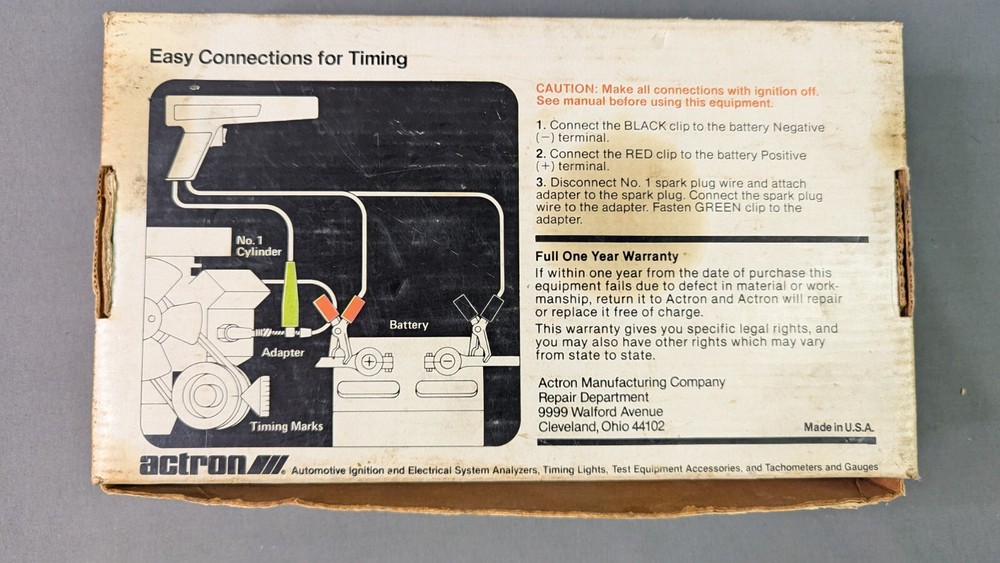 Easy Connections for Timing
No. 1
Cylinder
Adapter
Battery
+
−
Timing Marks
CAUTION: Make all connections with ignition off.
See manual before using this equipment.
1. Connect the BLACK clip to the battery Negative
(−) terminal.
2. Connect the RED clip to the battery Positive
(+) terminal.
3. Disconnect No. 1 spark plug wire and attach
adapter to the spark plug. Connect the spark plug
wire to the adapter. Fasten GREEN clip to the
adapter.
Full One Year Warranty
If within one year from the date of purchase this
equipment fails due to defect in material or work-
manship, return it to Actron and Actron will repair
or replace it free of charge.
This warranty gives you specific legal rights, and
you may also have other rights which may vary
from state to state.
Actron Manufacturing Company
Repair Department
9999 Walford Avenue
Cleveland, Ohio 44102
Made in U.S.A.
actron
Automotive Ignition and Electrical System Analyzers, Timing Lights, Test Equipment Accessories, and Tachometers and Gauges